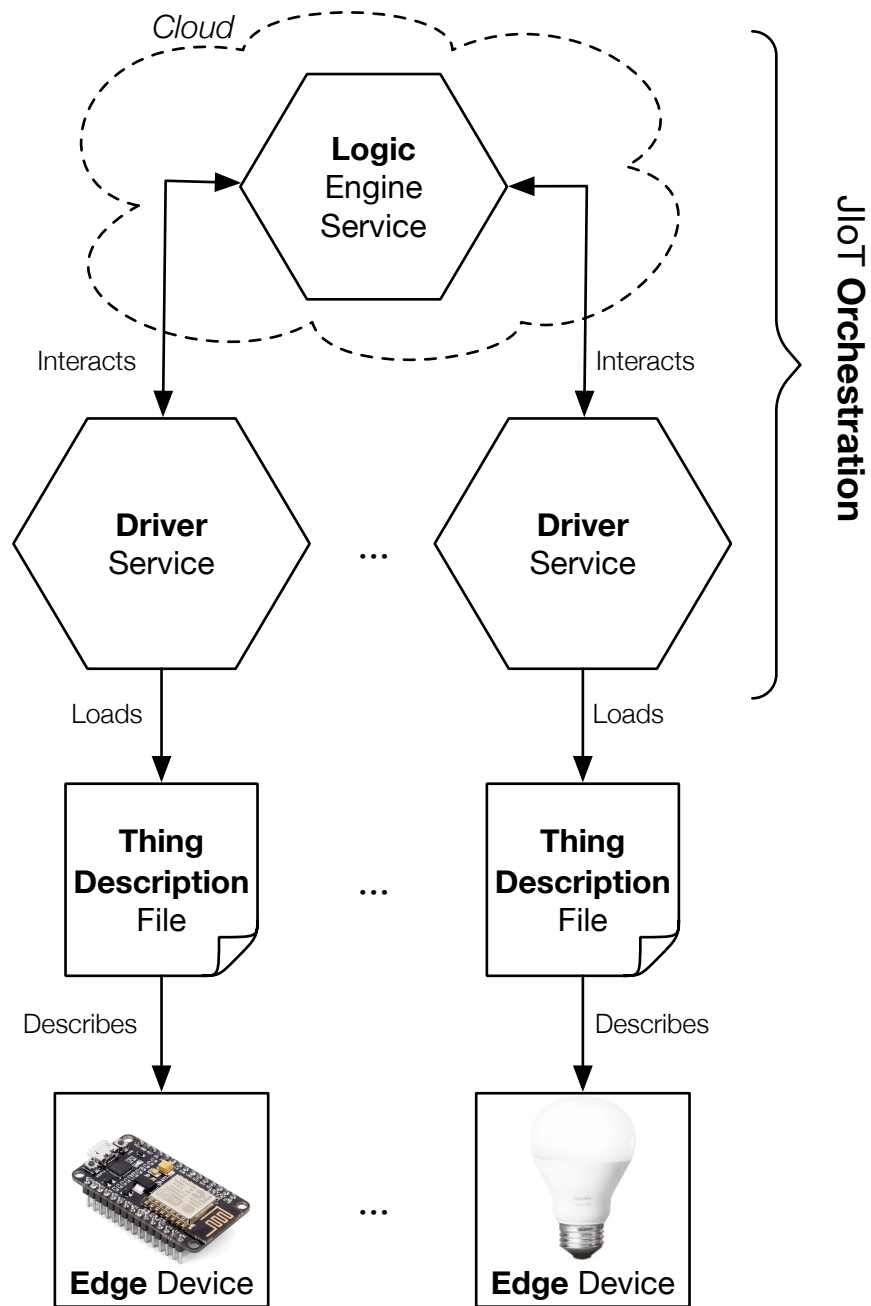 Cloud
Logic
Engine
Service
Interacts
Interacts
JIoT Orchestration
Driver
Service
...
Driver
Service
Loads
Loads
Thing
Description
File
...
Thing
Description
File
Describes
Describes
...
Edge Device
Edge Device